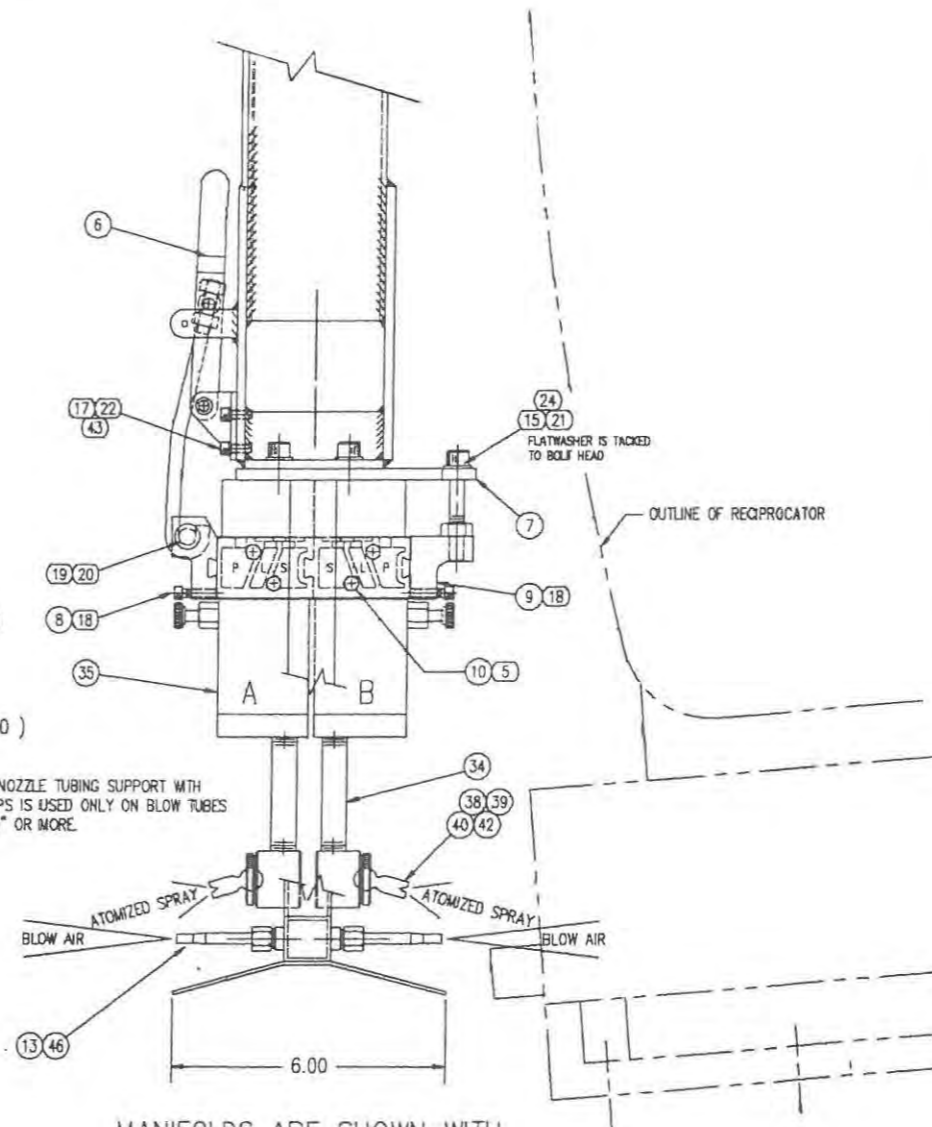 6
17 22
43
24
15 21
FLATWASHER IS TACKED
TO BOLT HEAD
7
OUTLINE OF RECIPROCATOR
19 20
P L S S L P
8 18
9 18
10 5
35
A B
0 )
34
NOZZLE TUBING SUPPORT WITH
PS IS USED ONLY ON BLOW TUBES
" OR MORE.
38 39
40 42
ATOMIZED SPRAY
ATOMIZED SPRAY
BLOW AIR
BLOW AIR
13 46
6.00
MANIFOLDS ARE SHOWN WITH